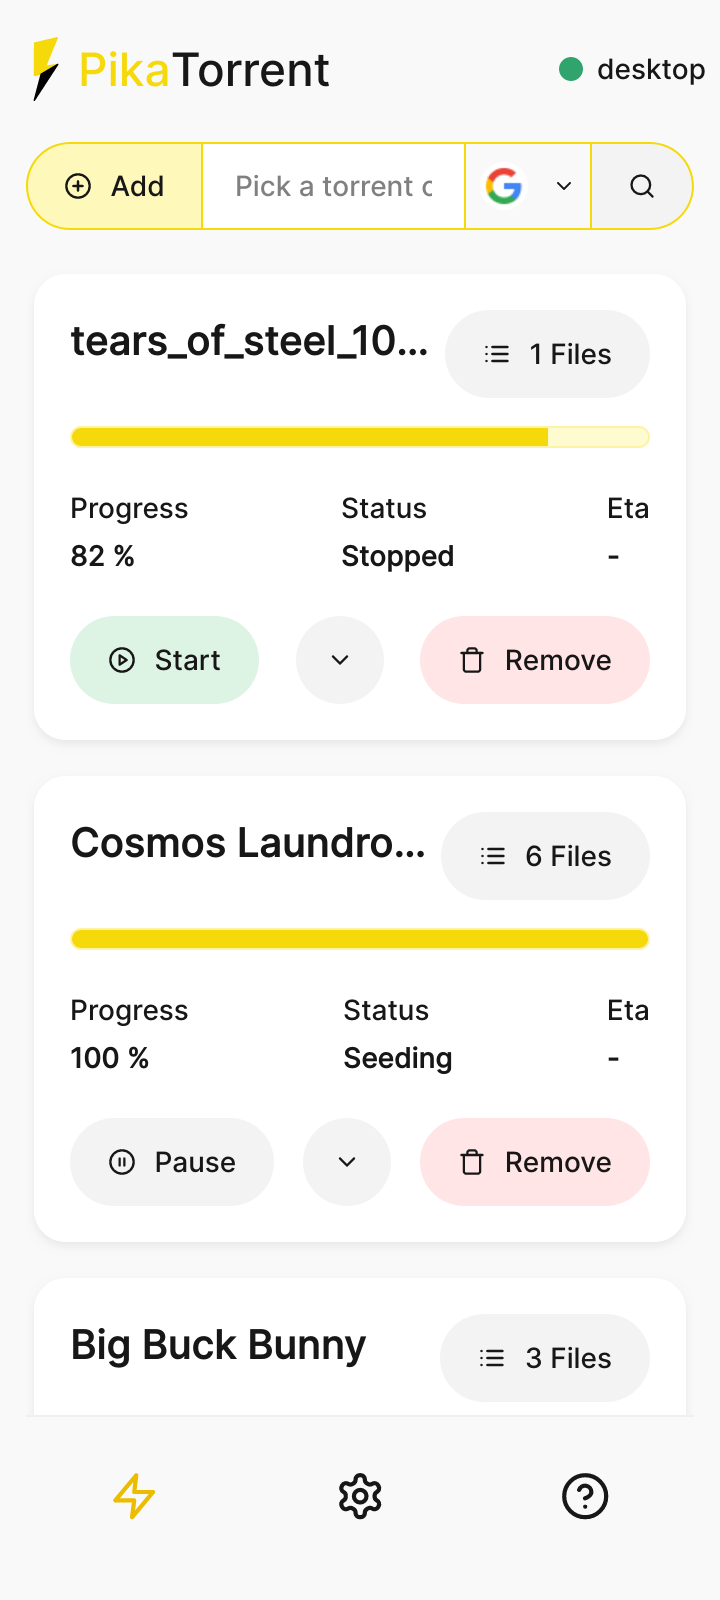 PikaTorrent
desktop
Add
Pick a torrent c
tears_of_steel_10...
1 Files
Progress
Status
Eta
82 %
Stopped
-
Start
Remove
Cosmos Laundro...
6 Files
Progress
Status
Eta
100 %
Seeding
-
Pause
Remove
Big Buck Bunny
3 Files